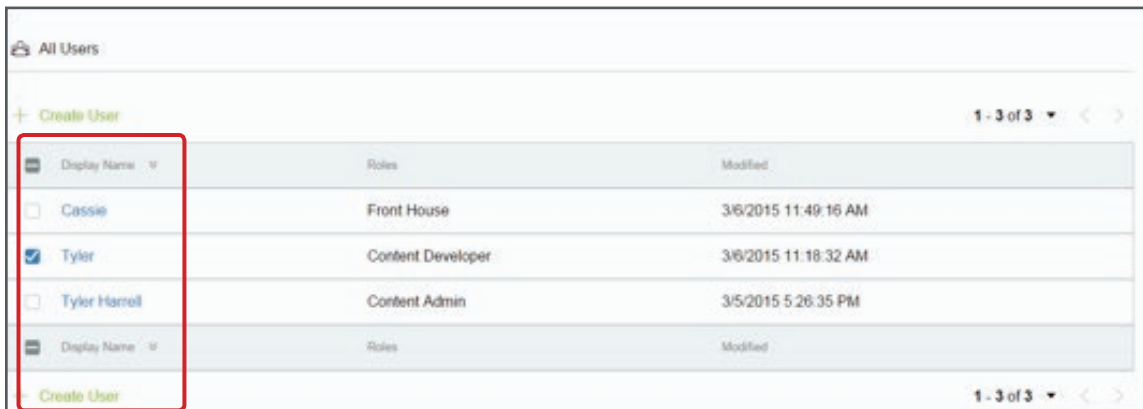 All Users
+ Create User 1 - 3 of 3
Display Name Roles Modified
Cassie Front House 3/6/2015 11:49:16 AM
Tyler Content Developer 3/6/2015 11:18:32 AM
Tyler Harrell Content Admin 3/5/2015 5:26:35 PM
Display Name Roles Modified
+ Create User 1 - 3 of 3